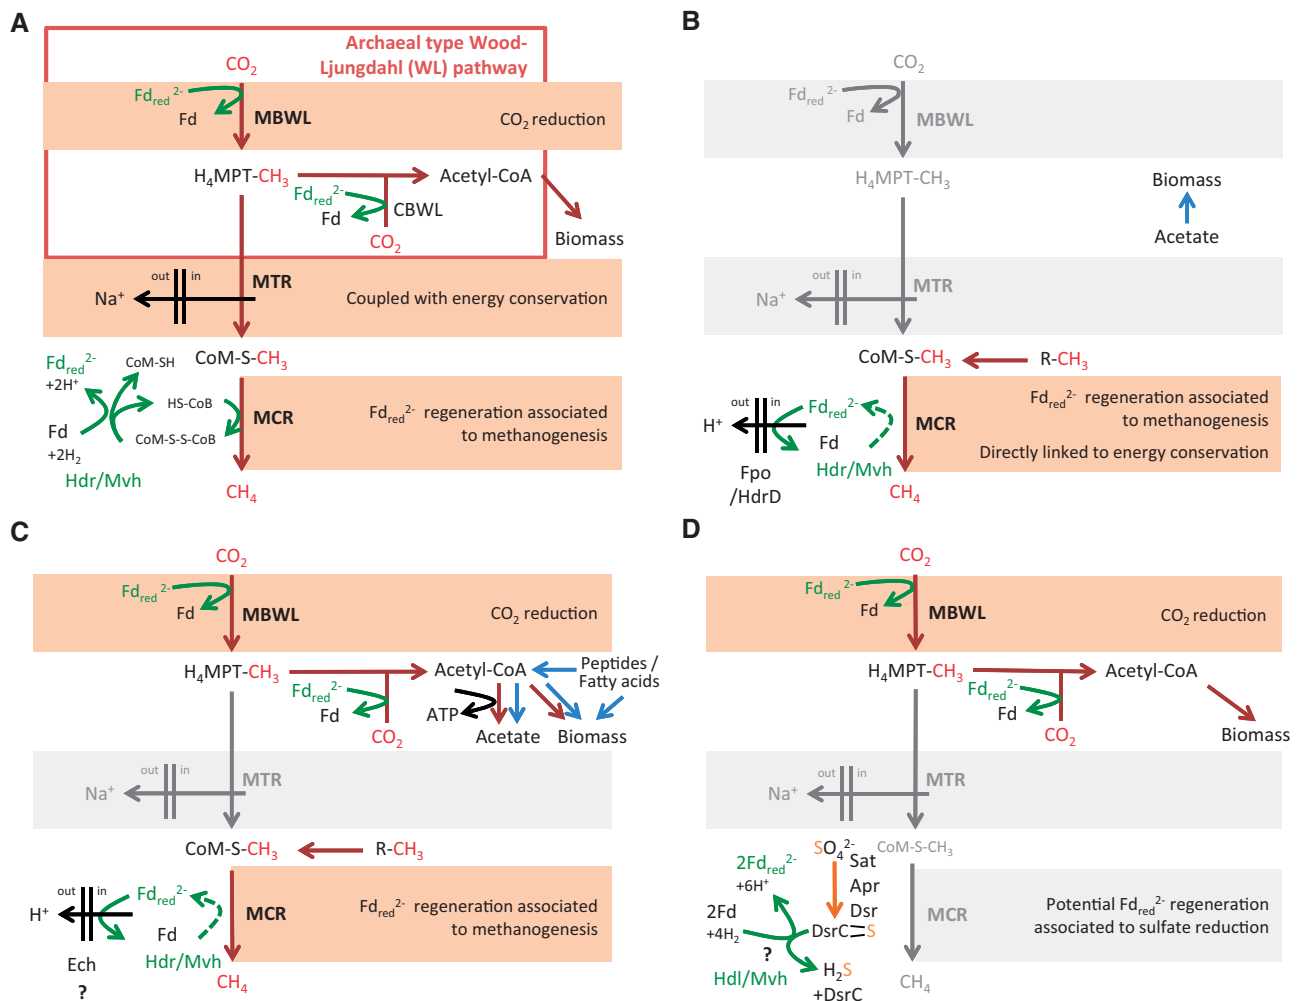 A
Archaeal type Wood-
Ljungdahl (WL) pathway
CO2
Fdred2-
Fd
MBWL
CO2 reduction
H4MPT-CH3
Acetyl-CoA
Fdred2-
Fd
CBWL
CO2
Biomass
out in
MTR
Na+
Coupled with energy conservation
CoM-S-CH3
Fdred2-
+2H+
CoM-SH
HS-CoB
MCR
Fdred2- regeneration associated
to methanogenesis
Fd
+2H2
CoM-S-S-CoB
Hdr/Mvh
CH4
B
CO2
Fdred2-
Fd
MBWL
H4MPT-CH3
Biomass
Acetate
out in
MTR
Na+
CoM-S-CH3
R-CH3
out in
Fdred2-
H+
Fd
MCR
Fdred2- regeneration associated
to methanogenesis
Directly linked to energy conservation
Fpo
/HdrD
Hdr/Mvh
CH4
C
CO2
Fdred2-
Fd
MBWL
CO2 reduction
H4MPT-CH3
Acetyl-CoA
Peptides /
Fatty acids
Fdred2-
Fd
ATP
CO2
Acetate
Biomass
out in
MTR
Na+
CoM-S-CH3
R-CH3
out in
Fdred2-
H+
Fd
MCR
Fdred2- regeneration associated
to methanogenesis
Ech
?
Hdr/Mvh
CH4
D
CO2
Fdred2-
Fd
MBWL
CO2 reduction
H4MPT-CH3
Acetyl-CoA
Fdred2-
Fd
CO2
Biomass
out in
MTR
Na+
SO42-
CoM-S-CH3
2Fdred2-
+6H+
Sat
Apr
Dsr
2Fd
+4H2
DsrC=S
MCR
Potential Fdred2- regeneration
associated to sulfate reduction
?
Hdl/Mvh
H2S
+DsrC
CH4